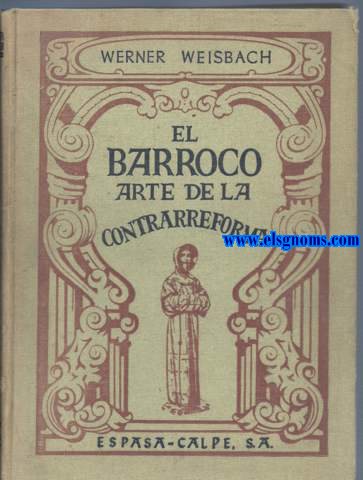 WERNER WEISBACH
EL
BARROCO
ARTE DE LA
CONTRARREFORMA
www.elsgnoms.com
ESPASA-CALPE, S.A.